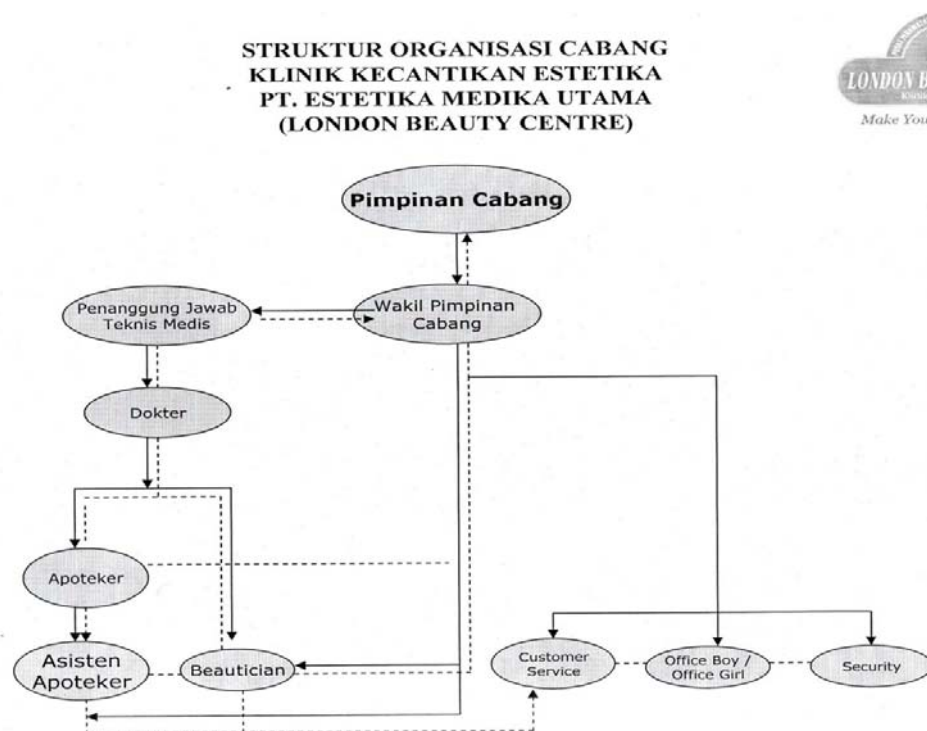 STRUKTUR ORGANISASI CABANG
KLINIK KECANTIKAN ESTETIKA
PT. ESTETIKA MEDIKA UTAMA
(LONDON BEAUTY CENTRE)
LONDON
Make You
Pimpinan Cabang
Penanggung Jawab
Teknis Medis
Wakil Pimpinan
Cabang
Dokter
Apoteker
Asisten
Apoteker
Beautician
Customer
Service
Office Boy /
Office Girl
Security